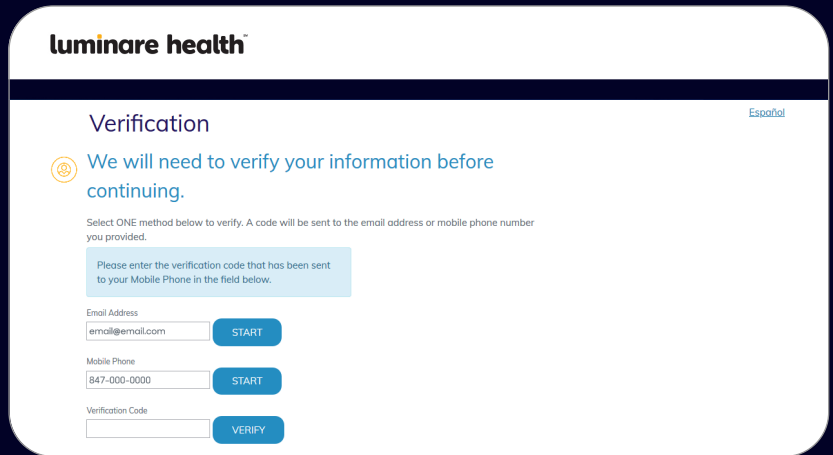 luminare health
Español
Verification
We will need to verify your information before
continuing.
Select ONE method below to verify. A code will be sent to the email address or mobile phone number
you provided.
Please enter the verification code that has been sent
to your Mobile Phone in the field below.
Email Address
email@email.com START
Mobile Phone
847-000-0000 START
Verification Code
VERIFY